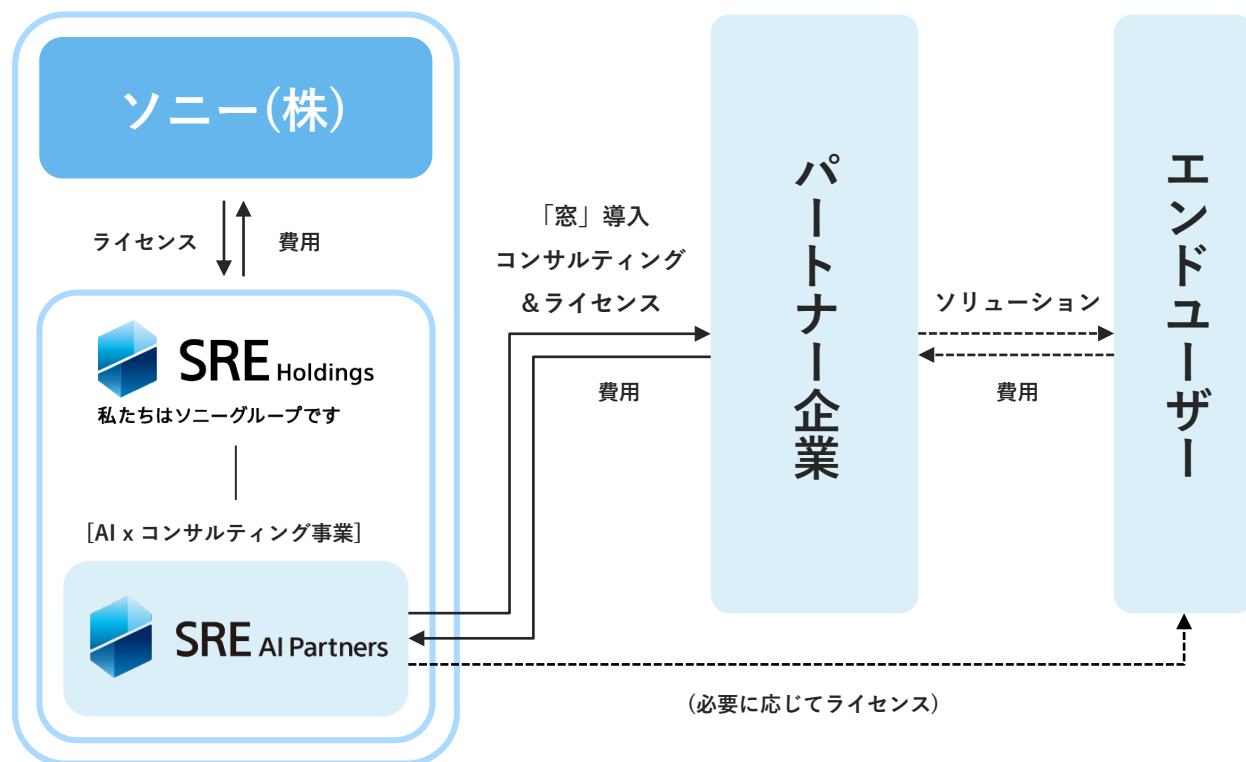 ソニー(株)
ライセンス
費用
SRE Holdings
私たちはソニーグループです
[AI x コンサルティング事業]
SRE AI Partners
「窓」導入
コンサルティング
＆ライセンス
費用
パートナー企業
ソリューション
費用
エンドユーザー
(必要に応じてライセンス)